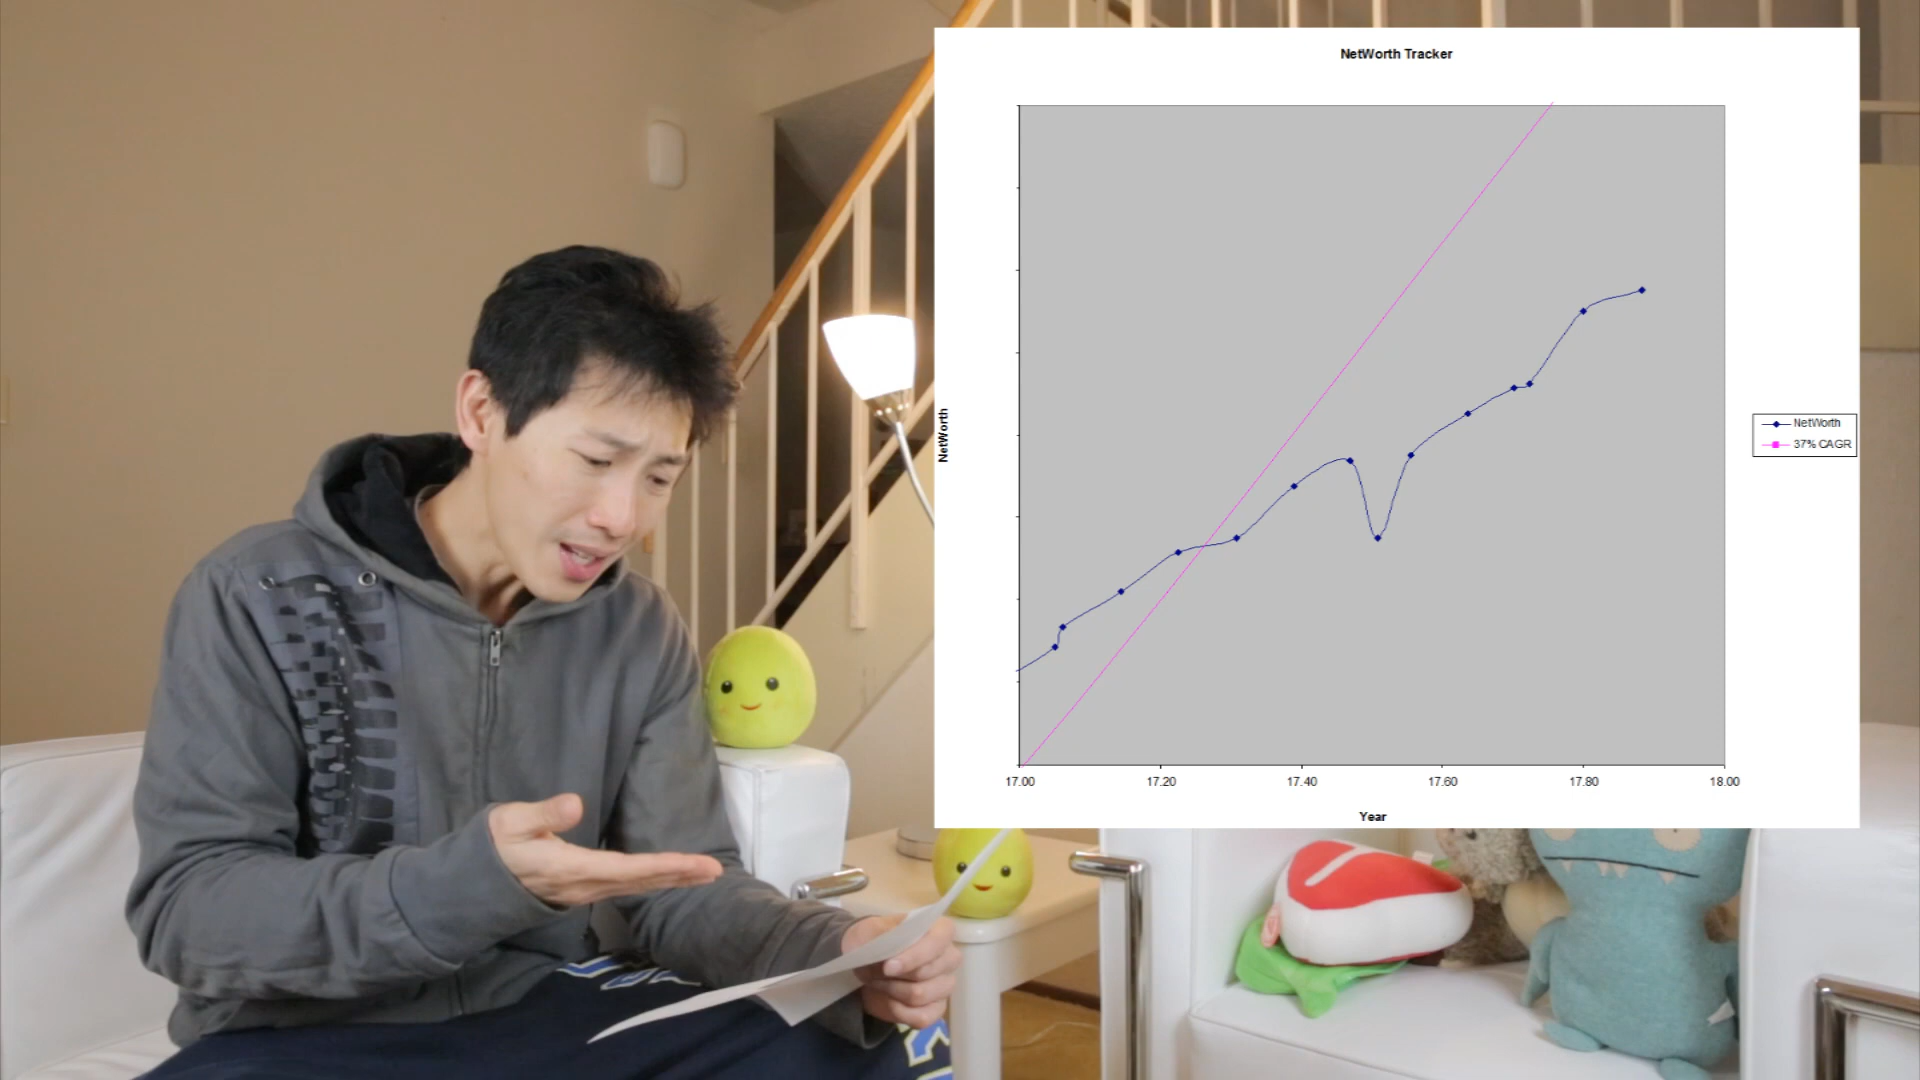 NetWorth Tracker
NetWorth
NetWorth
37% CAGR
17.00 17.20 17.40 17.60 17.80 18.00
Year